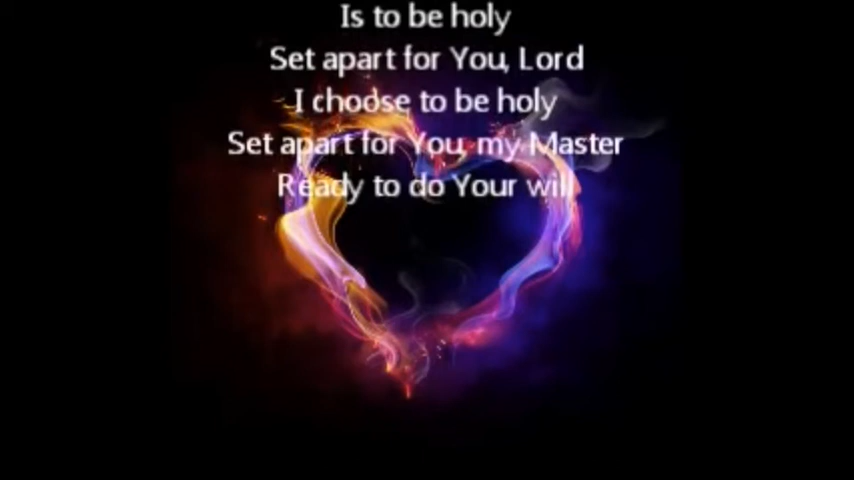 Is to be holy
Set apart for You, Lord
I choose to be holy
Set apart for You, my Master
Ready to do Your will